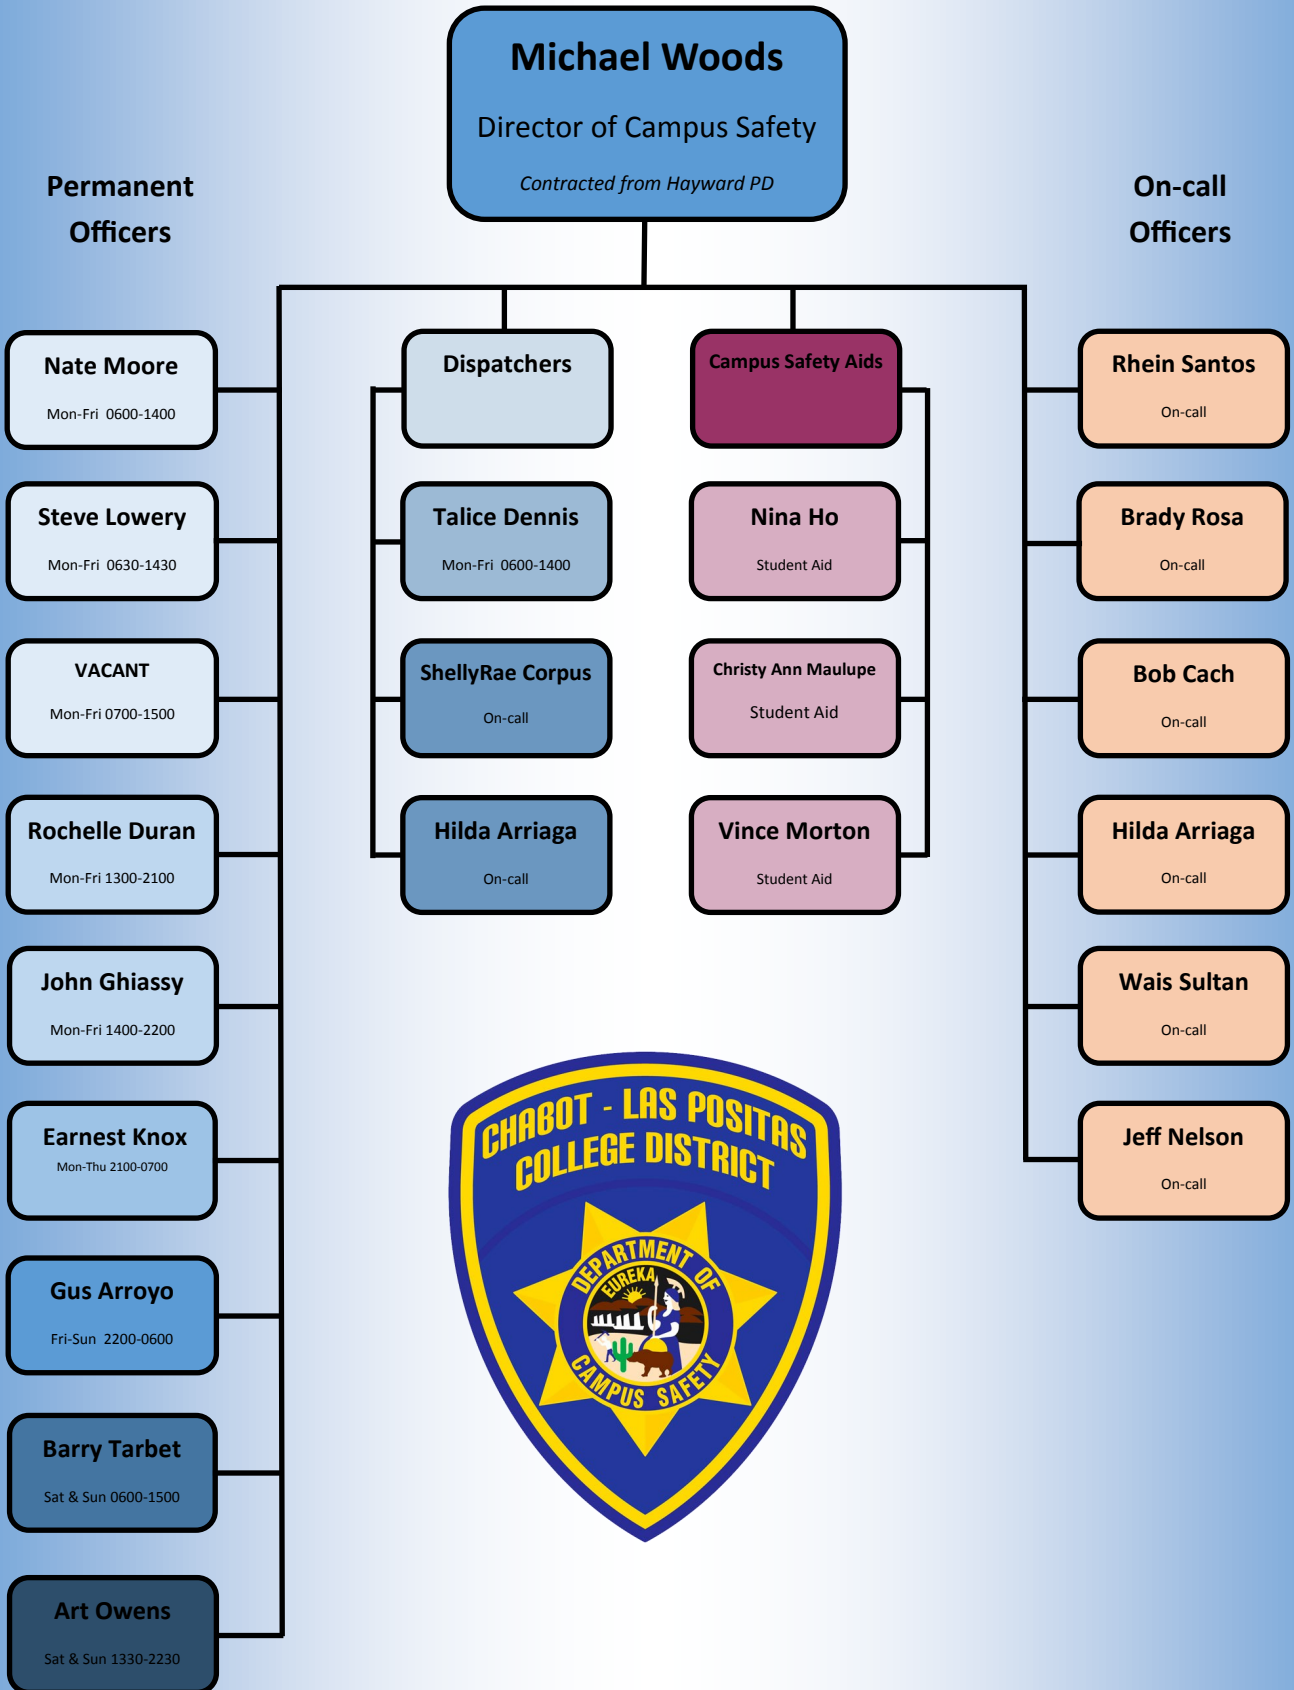 Michael Woods
Director of Campus Safety
Contracted from Hayward PD
Permanent
Officers
On-call
Officers
Nate Moore
Mon-Fri 0600-1400
Steve Lowery
Mon-Fri 0630-1430
VACANT
Mon-Fri 0700-1500
Rochelle Duran
Mon-Fri 1300-2100
John Ghiassy
Mon-Fri 1400-2200
Earnest Knox
Mon-Thu 2100-0700
Gus Arroyo
Fri-Sun 2200-0600
Barry Tarbet
Sat & Sun 0600-1500
Art Owens
Sat & Sun 1330-2230
Dispatchers
Talice Dennis
Mon-Fri 0600-1400
ShellyRae Corpus
On-call
Hilda Arriaga
On-call
Campus Safety Aids
Nina Ho
Student Aid
Christy Ann Maulupe
Student Aid
Vince Morton
Student Aid
Rhein Santos
On-call
Brady Rosa
On-call
Bob Cach
On-call
Hilda Arriaga
On-call
Wais Sultan
On-call
Jeff Nelson
On-call
CHABOT - LAS POSITAS
COLLEGE DISTRICT
DEPARTMENT OF
EUREKA
CAMPUS SAFETY